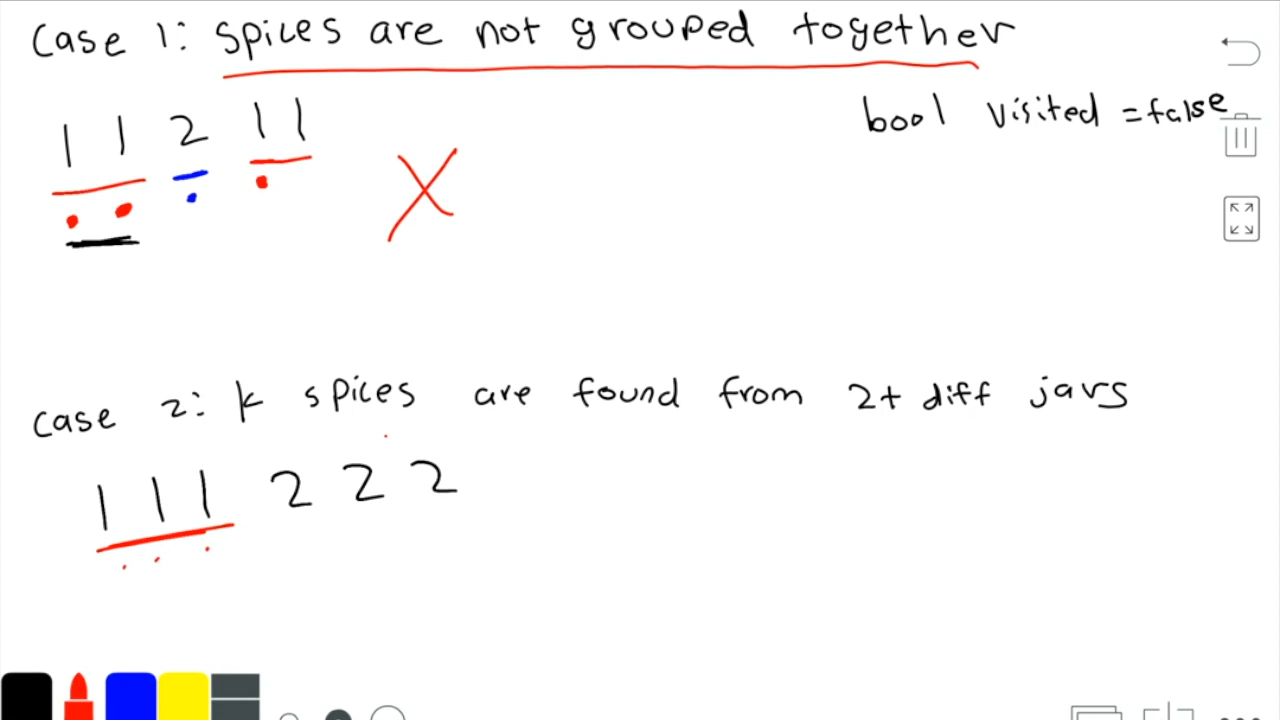 Case 1: Spices are not grouped together
bool visited = false
1 1 2 1 1
X
Case 2: k spices are found from 2+ diff jars
1 1 1 2 2 2